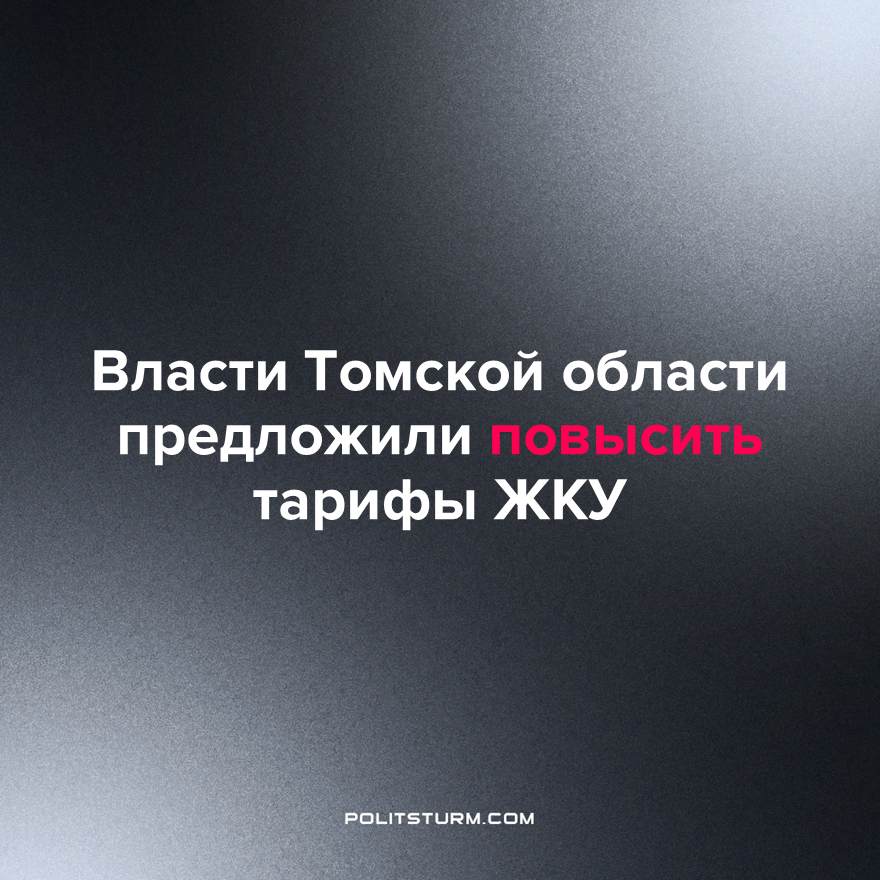 Власти Томской области
предложили повысить
тарифы ЖКУ
POLITSTURM.COM